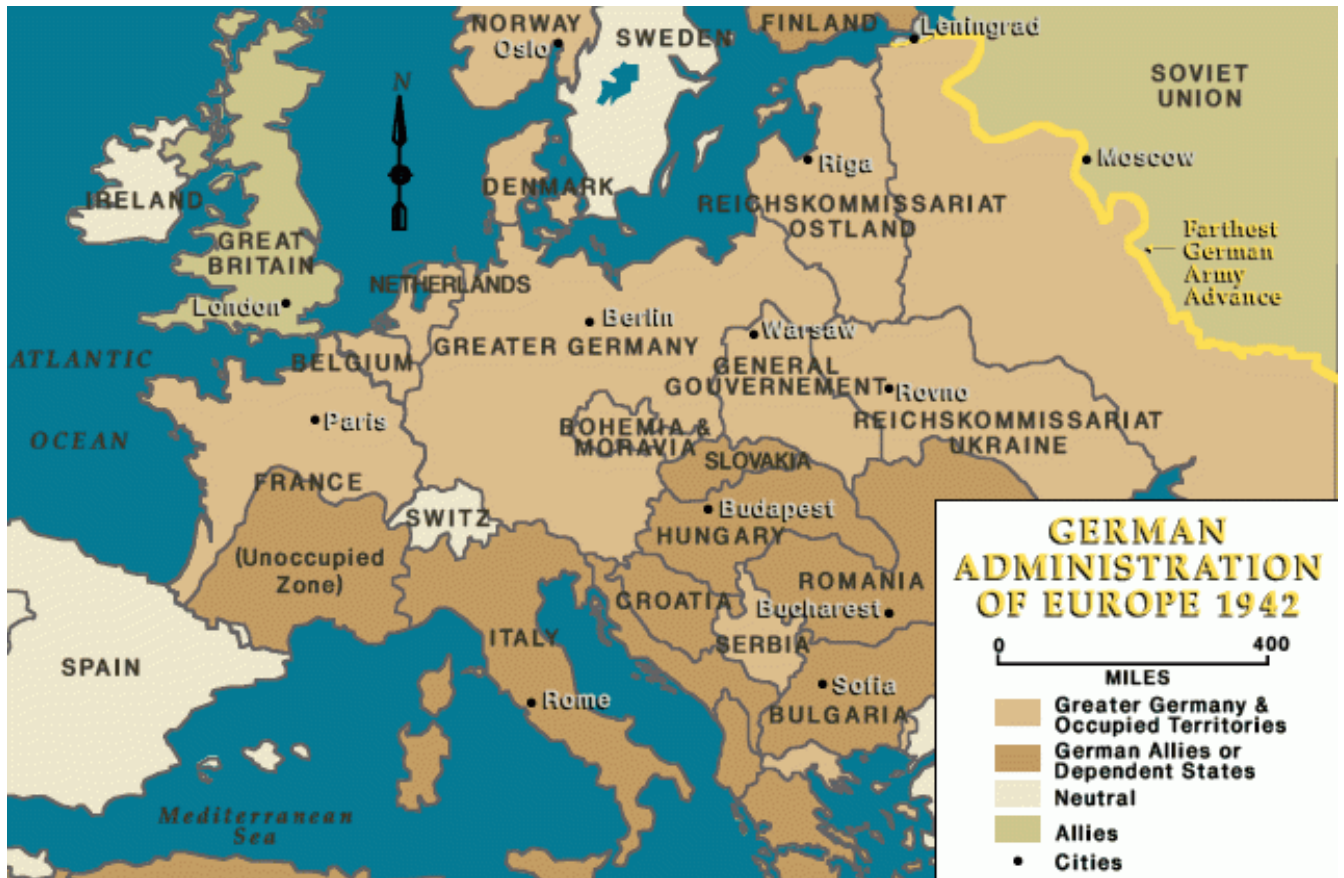 NORWAY
Oslo
SWEDEN
FINLAND
Leningrad
SOVIET
UNION
N
Moscow
Riga
IRELAND
DENMARK
REICHSKOMMISSARIAT
OSTLAND
GREAT
BRITAIN
Farthest
German
Army
Advance
NETHERLANDS
London
Berlin
Warsaw
GREATER GERMANY
ATLANTIC
OCEAN
BELGIUM
GENERAL
GOUVERNEMENT
Rovno
Paris
BOHEMIA &
MORAVIA
REICHSKOMMISSARIAT
UKRAINE
SLOVAKIA
FRANCE
SWITZ
Budapest
HUNGARY
(Unoccupied
Zone)
CROATIA
ROMANIA
Bucharest
SERBIA
ITALY
SPAIN
Rome
Sofia
BULGARIA
Mediterranean
Sea
GERMAN
ADMINISTRATION
OF EUROPE 1942
0 400
MILES
Greater Germany &
Occupied Territories
German Allies or
Dependent States
Neutral
Allies
Cities